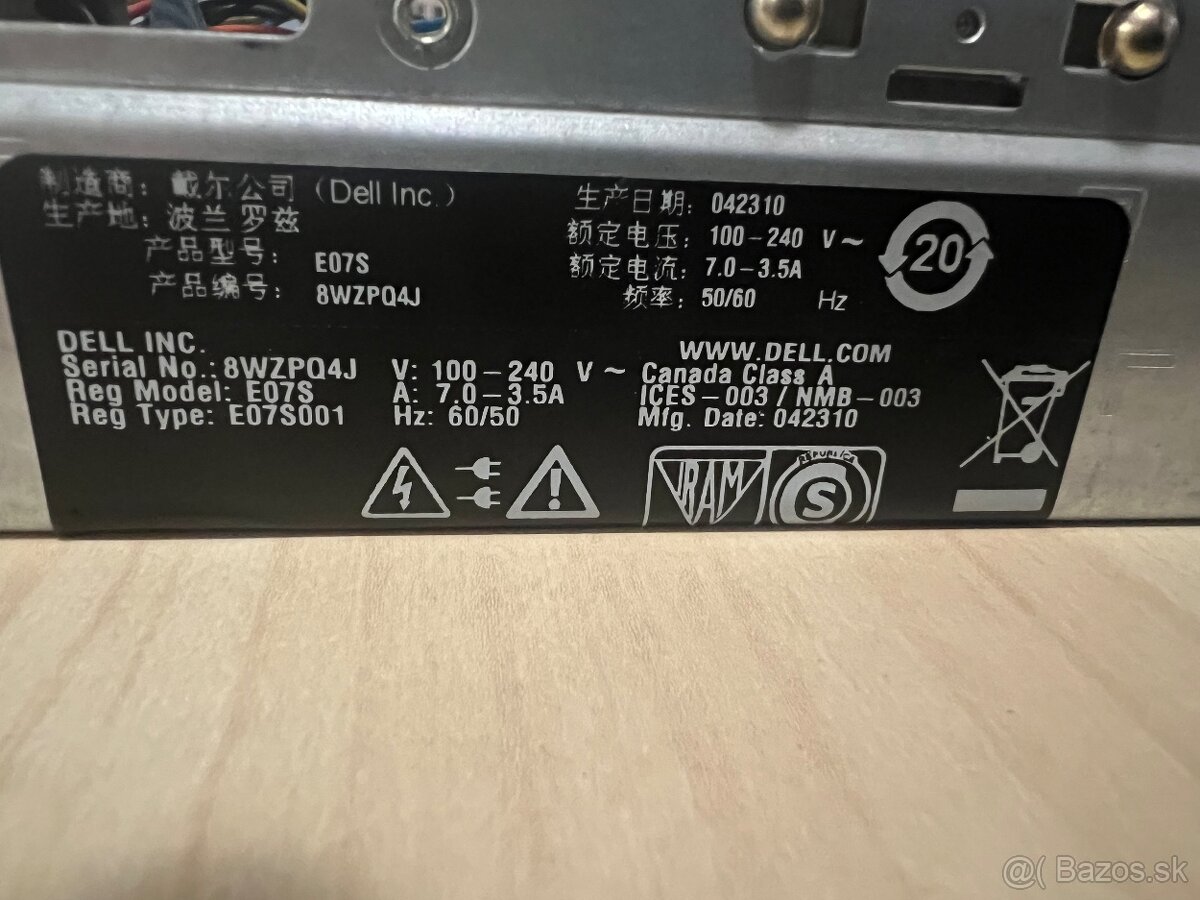 制造商：戴尔公司（Dell Inc.）
生产地：波兰罗兹
产品型号： E07S
产品编号： 8WZPQ4J
生产日期：042310
额定电压：100-240 V~
额定电流：7.0-3.5A
频率：50/60 Hz
20
DELL INC.
Serial No.: 8WZPQ4J
Reg Model: E07S
Reg Type: E07S001
V: 100-240 V~
A: 7.0-3.5A
Hz: 60/50
WWW.DELL.COM
Canada Class A
ICES-003 / NMB-003
Mfg. Date: 042310
IRAM
REPUBLICA
S
@( Bazos.sk